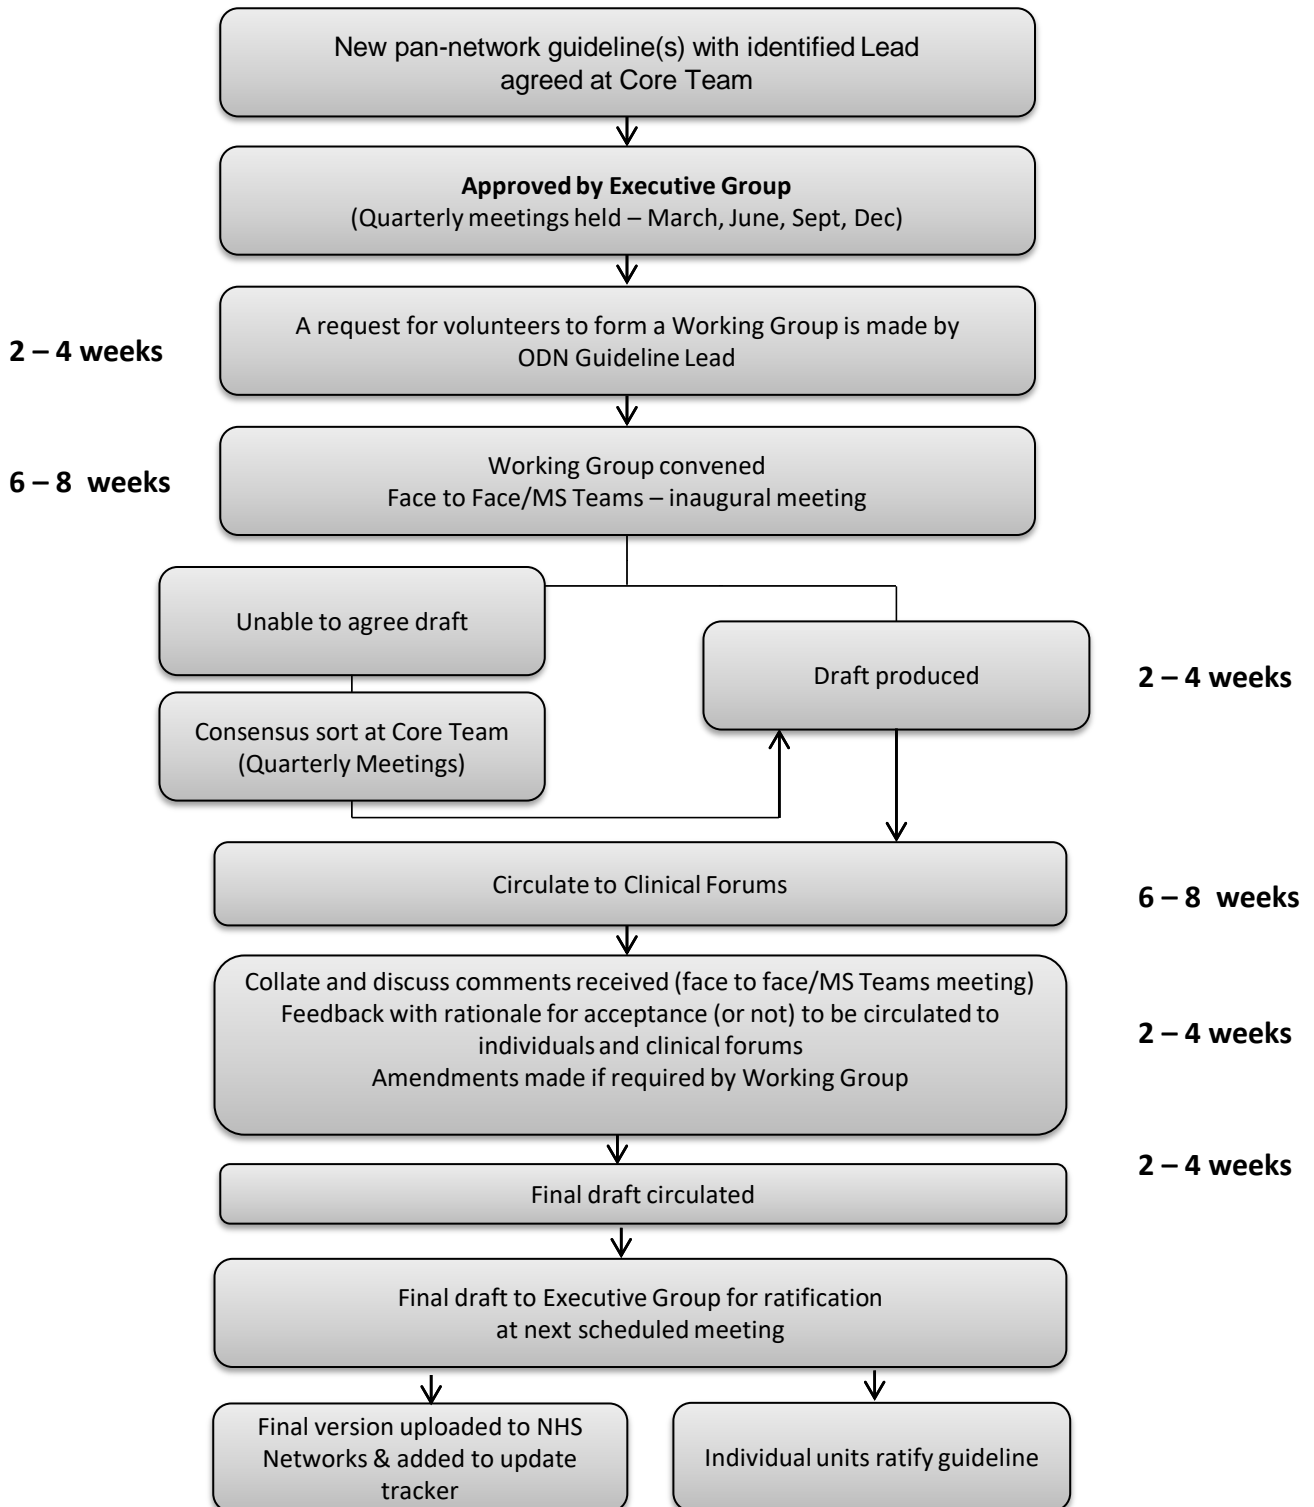 New pan-network guideline(s) with identified Lead
agreed at Core Team
Approved by Executive Group
(Quarterly meetings held – March, June, Sept, Dec)
2 – 4 weeks
A request for volunteers to form a Working Group is made by
ODN Guideline Lead
6 – 8 weeks
Working Group convened
Face to Face/MS Teams – inaugural meeting
Unable to agree draft
Consensus sort at Core Team
(Quarterly Meetings)
Draft produced
2 – 4 weeks
Circulate to Clinical Forums
6 – 8 weeks
Collate and discuss comments received (face to face/MS Teams meeting)
Feedback with rationale for acceptance (or not) to be circulated to
individuals and clinical forums
Amendments made if required by Working Group
2 – 4 weeks
Final draft circulated
2 – 4 weeks
Final draft to Executive Group for ratification
at next scheduled meeting
Final version uploaded to NHS
Networks & added to update
tracker
Individual units ratify guideline